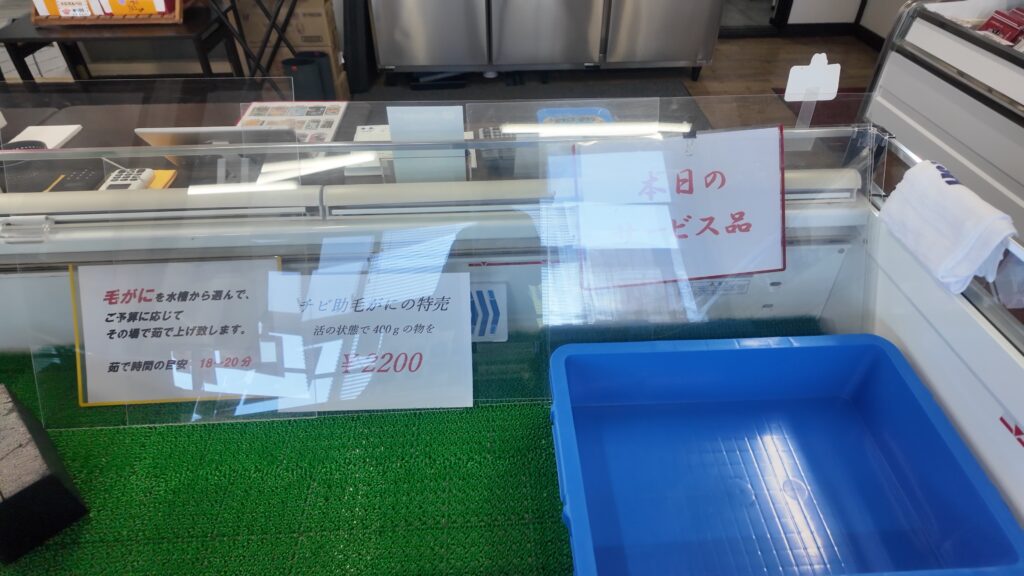 毛がにを水槽から選んで、
ご予算に応じて
その場で茹で上げ致します。
茹で時間の目安 18~20分
チビ助毛がにの特売
活の状態で400gの物を
¥2200
本日の
サービス品